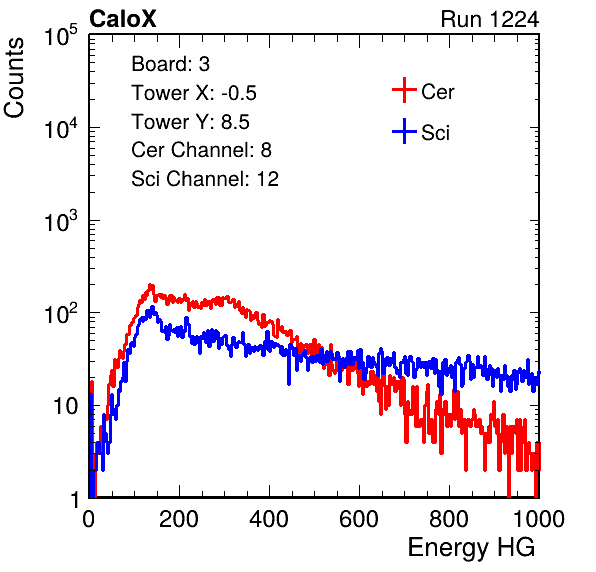 CaloX Run 1224
Counts
Board: 3
Tower X: -0.5
Tower Y: 8.5
Cer Channel: 8
Sci Channel: 12
Cer
Sci
10^5
10^4
10^3
10^2
10
1
0 200 400 600 800 1000
Energy HG